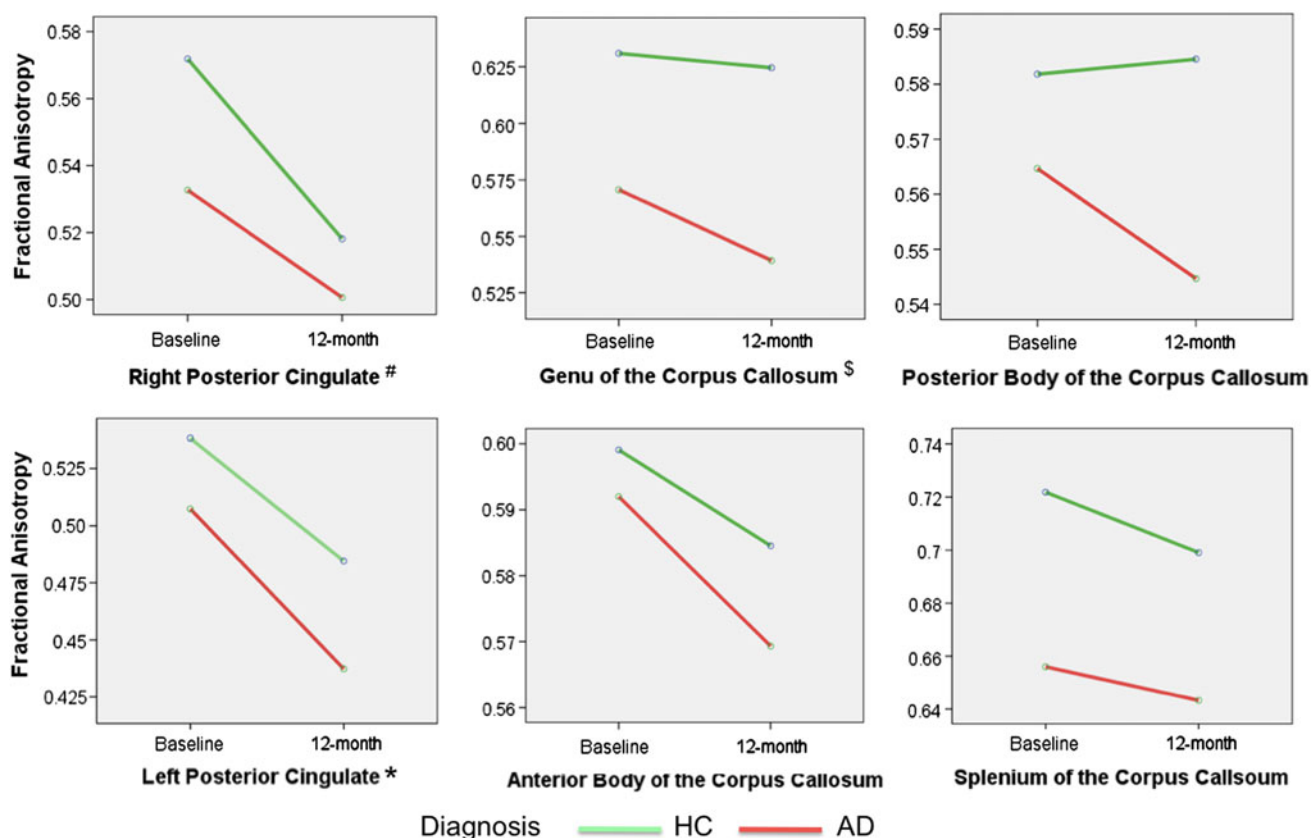 Fractional Anisotropy
0.58
0.56
0.54
0.52
0.50
Baseline 12-month
Right Posterior Cingulate #
0.625
0.600
0.575
0.55
0.525
Baseline 12-month
Genu of the Corpus Callosum $
0.59
0.58
0.57
0.56
0.55
0.54
Baseline 12-month
Posterior Body of the Corpus Callosum
Fractional Anisotropy
0.525
0.50
0.475
0.45
0.425
Baseline 12-month
Left Posterior Cingulate *
0.60
0.59
0.58
0.57
0.56
Baseline 12-month
Anterior Body of the Corpus Callosum
0.74
0.72
0.7
0.68
0.66
0.64
Baseline 12-month
Splenium of the Corpus Callsoum
Diagnosis HC AD